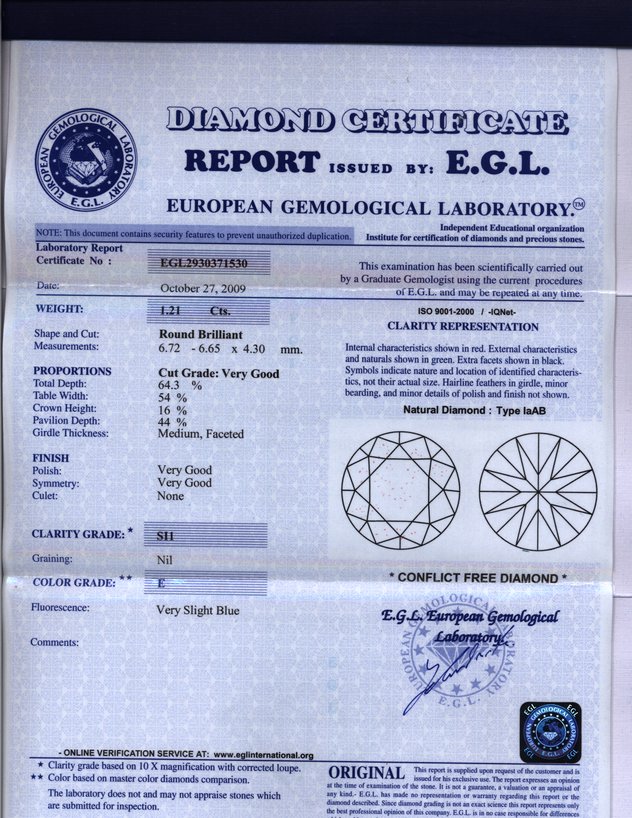 EUROPEAN GEMOLOGICAL LABORATORY
E.G.L.
DIAMOND CERTIFICATE
REPORT ISSUED BY: E.G.L.
EUROPEAN GEMOLOGICAL LABORATORY.™
NOTE: This document contains security features to prevent unauthorized duplication.
Independent Educational organization
Institute for certification of diamonds and precious stones.
Laboratory Report
Certificate No : EGL2930371530
Date: October 27, 2009
This examination has been scientifically carried out
by a Graduate Gemologist using the current procedures
of E.G.L. and may be repeated at any time.
WEIGHT: 1.21 Cts.
ISO 9001-2000 / -IQNet-
CLARITY REPRESENTATION
Shape and Cut: Round Brilliant
Measurements: 6.72 - 6.65 x 4.30 mm.
Internal characteristics shown in red. External characteristics
and naturals shown in green. Extra facets shown in black.
Symbols indicate nature and location of identified characteris-
tics, not their actual size. Hairline feathers in girdle, minor
bearding, and minor details of polish and finish not shown.
PROPORTIONS Cut Grade: Very Good
Total Depth: 64.3 %
Table Width: 54 %
Crown Height: 16 %
Pavilion Depth: 44 %
Girdle Thickness: Medium, Faceted
Natural Diamond : Type IaAB
FINISH
Polish: Very Good
Symmetry: Very Good
Culet: None
CLARITY GRADE: * SI1
Graining: Nil
COLOR GRADE: ** E
* CONFLICT FREE DIAMOND *
Fluorescence: Very Slight Blue
E.G.L. European Gemological
Laboratory
EUROPEAN GEMOLOGICAL LABORATORY
E.G.L.
Comments:
- ONLINE VERIFICATION SERVICE AT: www.eglinternational.org
* Clarity grade based on 10 X magnification with corrected loupe.
** Color based on master color diamonds comparison.
The laboratory does not and may not appraise stones which
are submitted for inspection.
EGL EGL
EGL EGL
ORIGINAL This report is supplied upon request of the customer and is
issued for his exclusive use. The report expresses an opinion
at the time of examination of the stone. It is not a guarantee, a valuation or an appraisal of
any kind.- E.G.L. has made no representation or warranty regarding this report or the
diamond described. Since diamond grading is not an exact science this report represents only
the best professional opinion of this company. E.G.L. is in no case responsible for differences